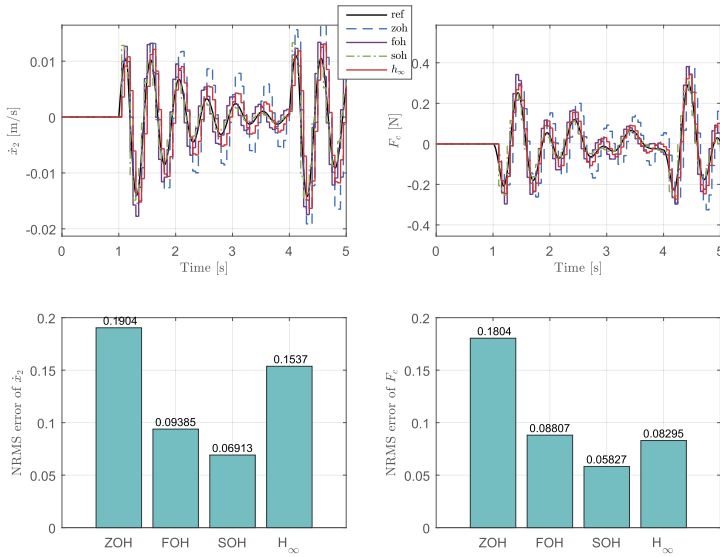 ref
zoh
foh
soh
h∞
0.01
0
-0.01
-0.02
ẋ₂ [m/s]
0 1 2 3 4 5
Time [s]
0.4
0.2
0
-0.2
-0.4
F_c [N]
0 1 2 3 4 5
Time [s]
0.2
0.15
0.1
0.05
0
NRMS error of ẋ₂
0.1904
0.09385
0.06913
0.1537
ZOH FOH SOH H∞
0.2
0.15
0.1
0.05
0
NRMS error of F_c
0.1804
0.08807
0.05827
0.08295
ZOH FOH SOH H∞